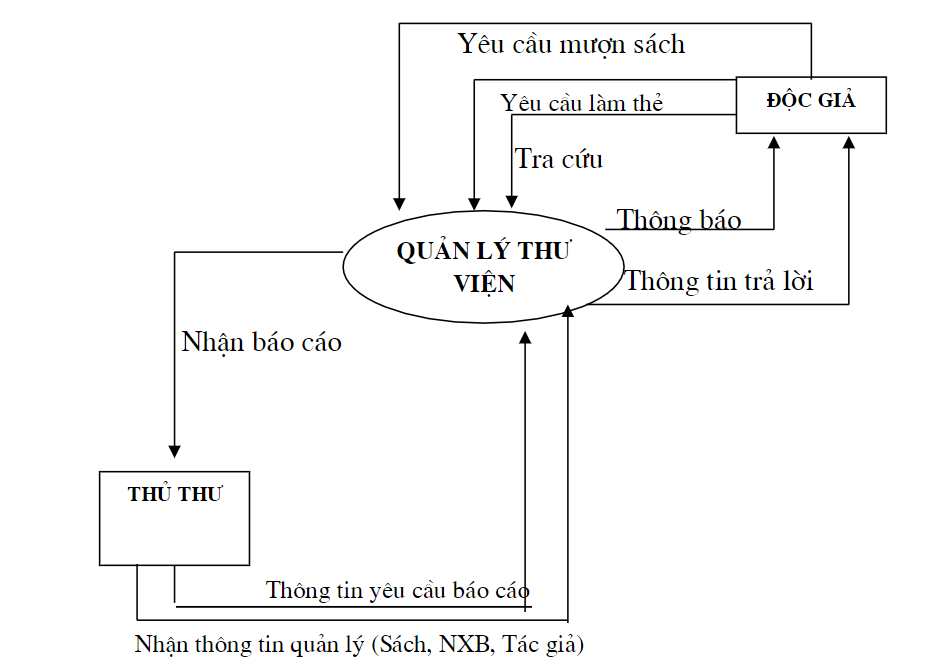 Yêu cầu mượn sách
Yêu cầu làm thẻ
ĐỘC GIẢ
Tra cứu
Thông báo
QUẢN LÝ THƯ
VIỆN
Thông tin trả lời
Nhận báo cáo
THỦ THƯ
Thông tin yêu cầu báo cáo
Nhận thông tin quản lý (Sách, NXB, Tác giả)